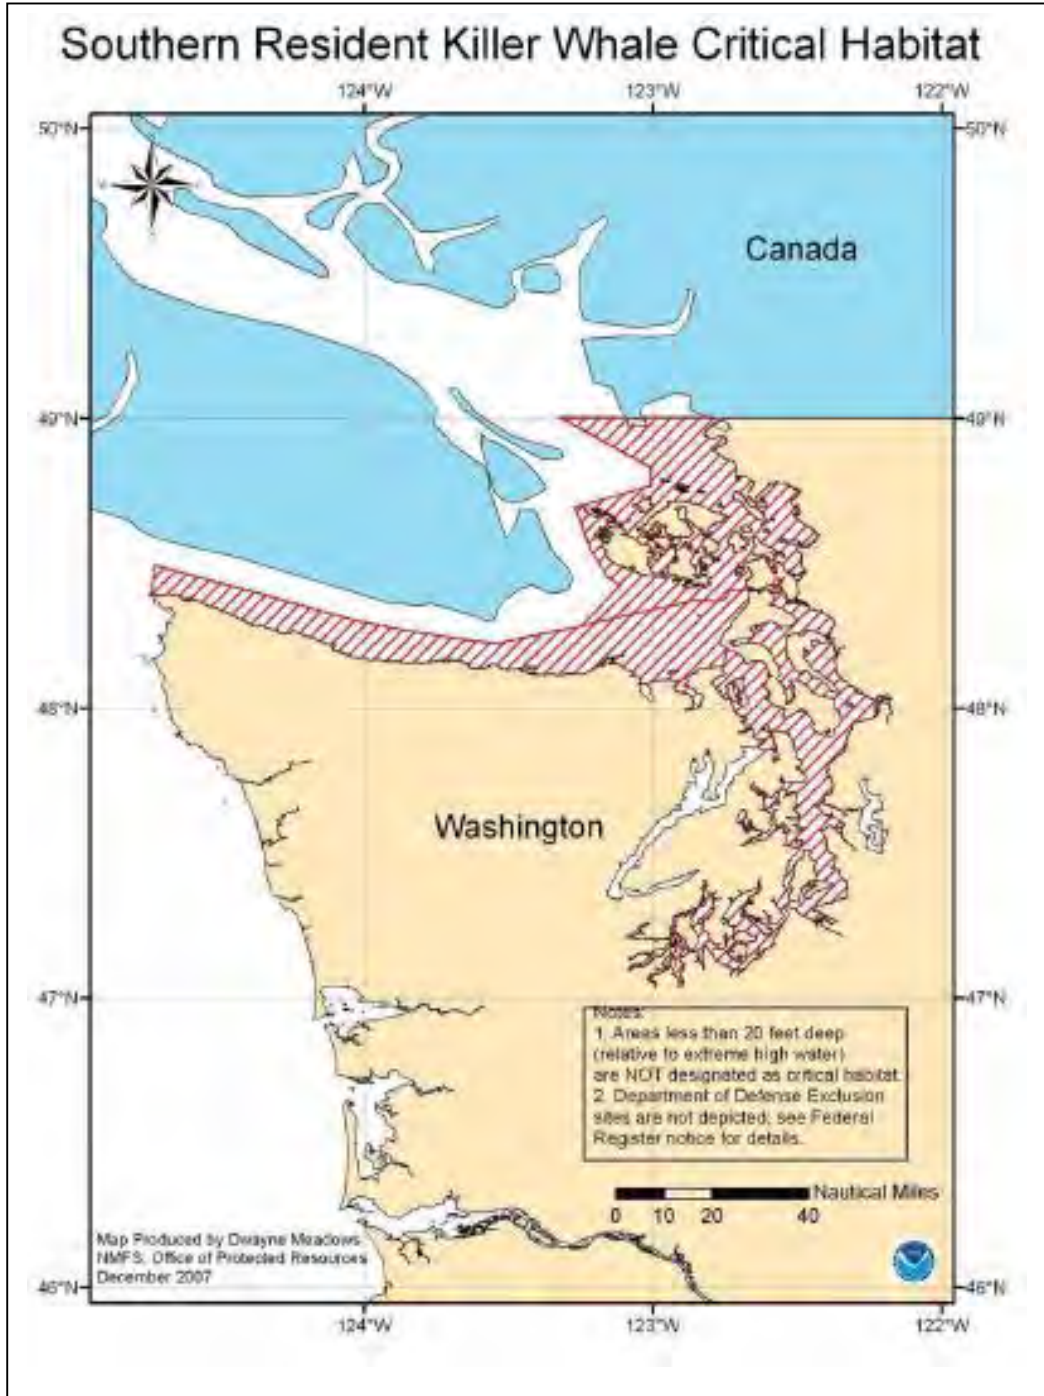 Southern Resident Killer Whale Critical Habitat
124°W 123°W 122°W
50°N 50°N
Canada
49°N 49°N
48°N 48°N
Washington
47°N 47°N
Notes:
1. Areas less than 20 feet deep
(relative to extreme high water)
are NOT designated as critical habitat.
2. Department of Defense Exclusion
sites are not depicted; see Federal
Register notice for details.
Nautical Miles
0 10 20 40
Map Produced by Dwayne Meadows
NMFS, Office of Protected Resources
December 2007
46°N 46°N
124°W 123°W 122°W